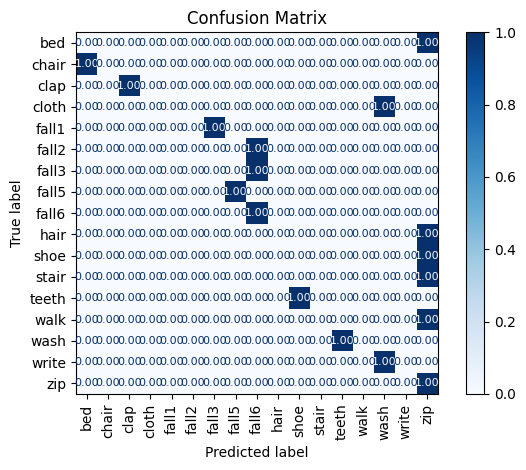 Confusion Matrix
bed 0.00 0.00 0.00 0.00 0.00 0.00 0.00 0.00 0.00 0.00 0.00 0.00 0.00 0.00 0.00 0.00 1.00
chair 1.00 0.00 0.00 0.00 0.00 0.00 0.00 0.00 0.00 0.00 0.00 0.00 0.00 0.00 0.00 0.00 0.00
clap 0.00 0.00 1.00 0.00 0.00 0.00 0.00 0.00 0.00 0.00 0.00 0.00 0.00 0.00 0.00 0.00 0.00
cloth 0.00 0.00 0.00 0.00 0.00 0.00 0.00 0.00 0.00 0.00 0.00 0.00 0.00 0.00 1.00 0.00 0.00
fall1 0.00 0.00 0.00 0.00 0.00 0.00 1.00 0.00 0.00 0.00 0.00 0.00 0.00 0.00 0.00 0.00 0.00
fall2 0.00 0.00 0.00 0.00 0.00 0.00 0.00 0.00 1.00 0.00 0.00 0.00 0.00 0.00 0.00 0.00 0.00
fall3 0.00 0.00 0.00 0.00 0.00 0.00 0.00 0.00 1.00 0.00 0.00 0.00 0.00 0.00 0.00 0.00 0.00
fall5 0.00 0.00 0.00 0.00 0.00 0.00 0.00 1.00 0.00 0.00 0.00 0.00 0.00 0.00 0.00 0.00 0.00
fall6 0.00 0.00 0.00 0.00 0.00 0.00 0.00 0.00 1.00 0.00 0.00 0.00 0.00 0.00 0.00 0.00 0.00
hair 0.00 0.00 0.00 0.00 0.00 0.00 0.00 0.00 0.00 0.00 0.00 0.00 0.00 0.00 0.00 0.00 1.00
shoe 0.00 0.00 0.00 0.00 0.00 0.00 0.00 0.00 0.00 0.00 0.00 0.00 0.00 0.00 0.00 0.00 1.00
stair 0.00 0.00 0.00 0.00 0.00 0.00 0.00 0.00 0.00 0.00 0.00 0.00 0.00 0.00 0.00 0.00 1.00
teeth 0.00 0.00 0.00 0.00 0.00 0.00 0.00 0.00 0.00 0.00 1.00 0.00 0.00 0.00 0.00 0.00 0.00
walk 0.00 0.00 0.00 0.00 0.00 0.00 0.00 0.00 0.00 0.00 0.00 0.00 0.00 0.00 0.00 0.00 1.00
wash 0.00 0.00 0.00 0.00 0.00 0.00 0.00 0.00 0.00 0.00 0.00 0.00 1.00 0.00 0.00 0.00 0.00
write 0.00 0.00 0.00 0.00 0.00 0.00 0.00 0.00 0.00 0.00 0.00 0.00 0.00 0.00 1.00 0.00 0.00
zip 0.00 0.00 0.00 0.00 0.00 0.00 0.00 0.00 0.00 0.00 0.00 0.00 0.00 0.00 0.00 0.00 1.00
True label
bed chair clap cloth fall1 fall2 fall3 fall5 fall6 hair shoe stair teeth walk wash write zip
Predicted label
1.0
0.8
0.6
0.4
0.2
0.0